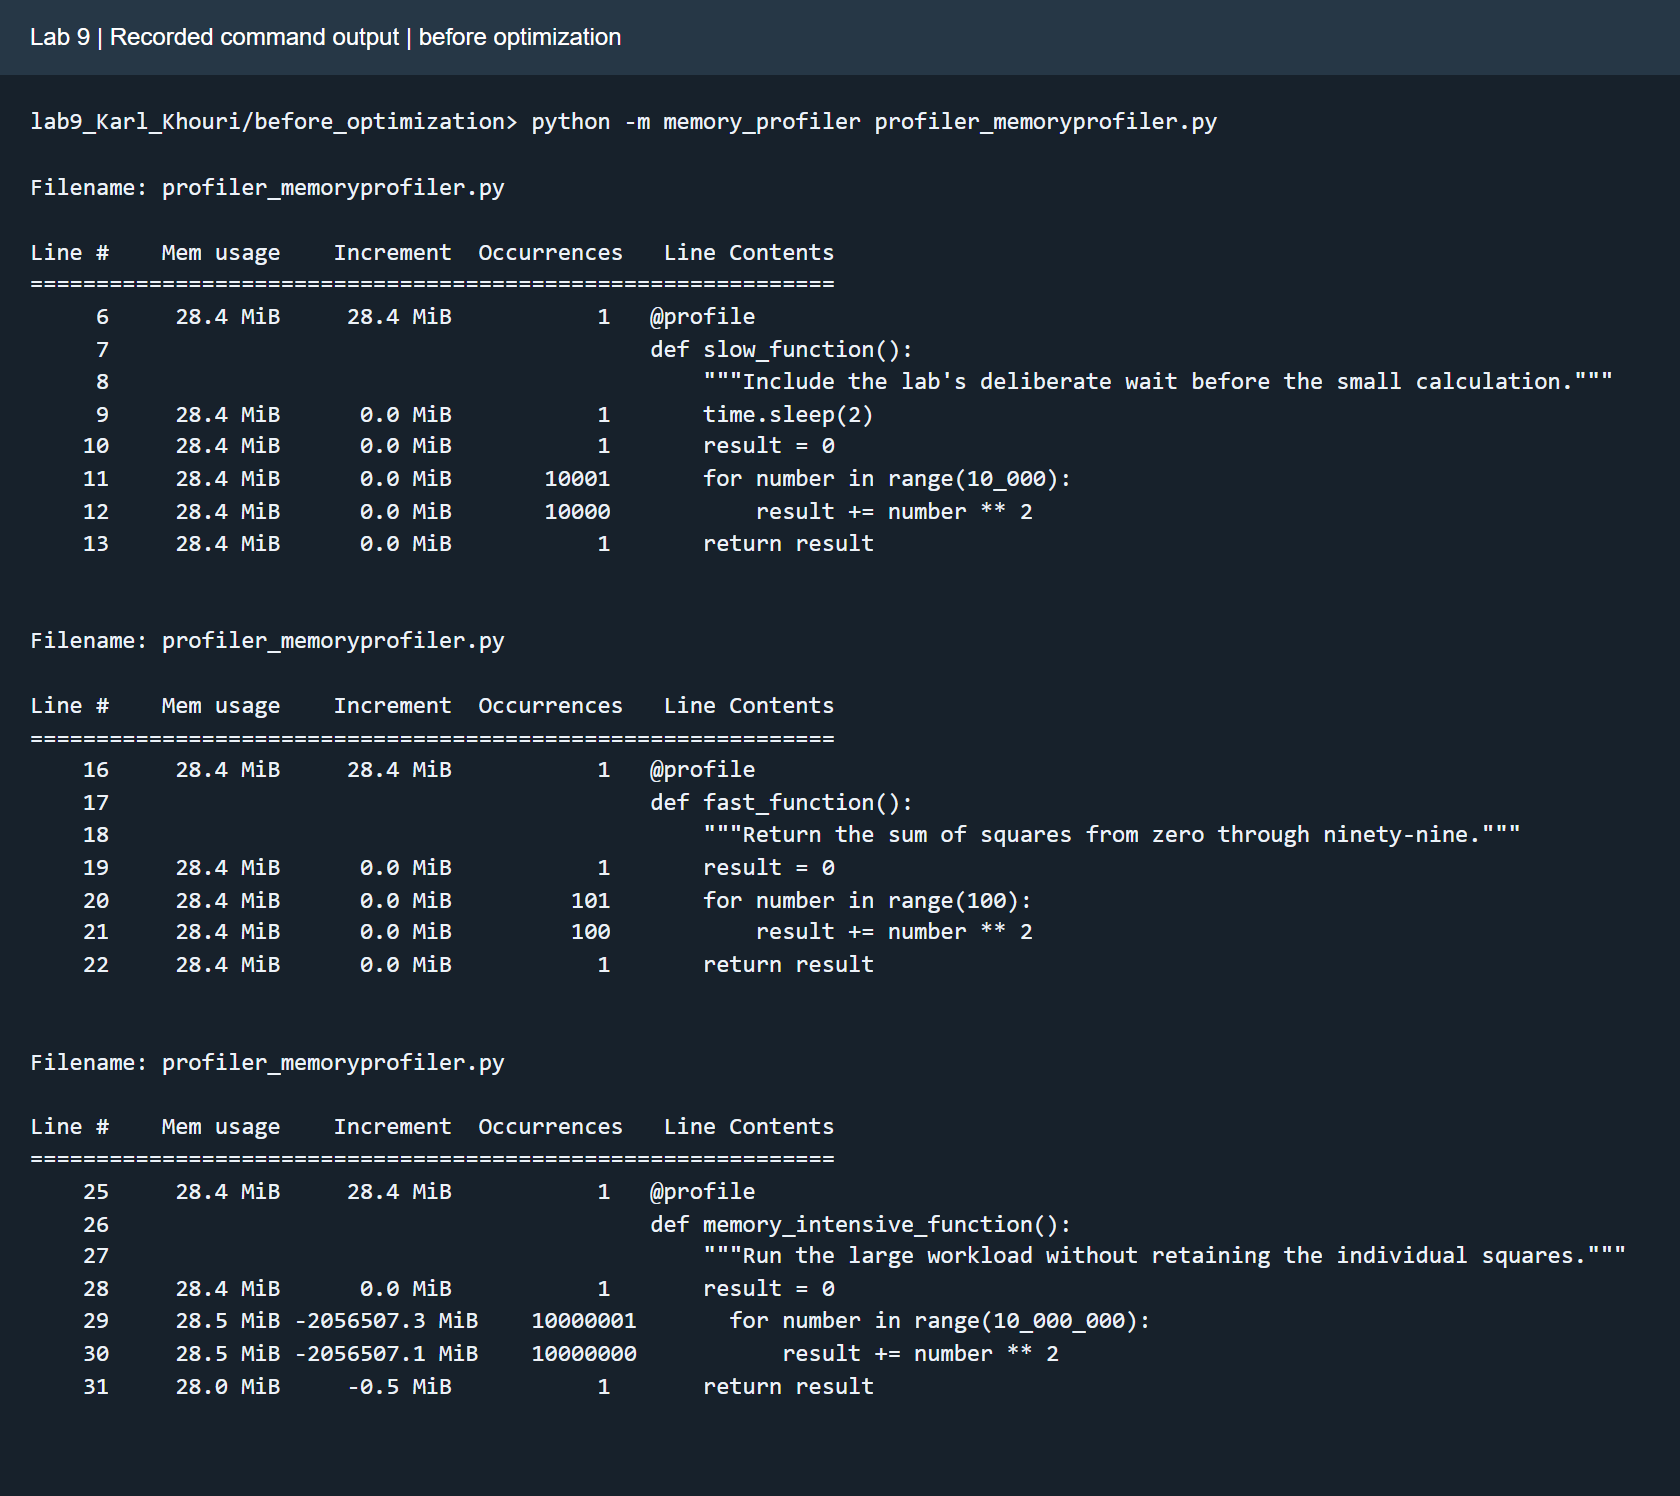 Lab 9 | Recorded command output | before optimization
lab9_Karl_Khouri/before_optimization> python -m memory_profiler profiler_memoryprofiler.py
Filename: profiler_memoryprofiler.py
Line #    Mem usage    Increment  Occurrences   Line Contents
=============================================================
     6     28.4 MiB     28.4 MiB           1   @profile
     7                                         def slow_function():
     8                                             """Include the lab's deliberate wait before the small calculation."""
     9     28.4 MiB      0.0 MiB           1       time.sleep(2)
    10     28.4 MiB      0.0 MiB           1       result = 0
    11     28.4 MiB      0.0 MiB       10001       for number in range(10_000):
    12     28.4 MiB      0.0 MiB       10000           result += number ** 2
    13     28.4 MiB      0.0 MiB           1       return result
Filename: profiler_memoryprofiler.py
Line #    Mem usage    Increment  Occurrences   Line Contents
=============================================================
    16     28.4 MiB     28.4 MiB           1   @profile
    17                                         def fast_function():
    18                                             """Return the sum of squares from zero through ninety-nine."""
    19     28.4 MiB      0.0 MiB           1       result = 0
    20     28.4 MiB      0.0 MiB         101       for number in range(100):
    21     28.4 MiB      0.0 MiB         100           result += number ** 2
    22     28.4 MiB      0.0 MiB           1       return result
Filename: profiler_memoryprofiler.py
Line #    Mem usage    Increment  Occurrences   Line Contents
=============================================================
    25     28.4 MiB     28.4 MiB           1   @profile
    26                                         def memory_intensive_function():
    27                                             """Run the large workload without retaining the individual squares."""
    28     28.4 MiB      0.0 MiB           1       result = 0
    29     28.5 MiB -2056507.3 MiB    10000001       for number in range(10_000_000):
    30     28.5 MiB -2056507.1 MiB    10000000           result += number ** 2
    31     28.0 MiB     -0.5 MiB           1       return result